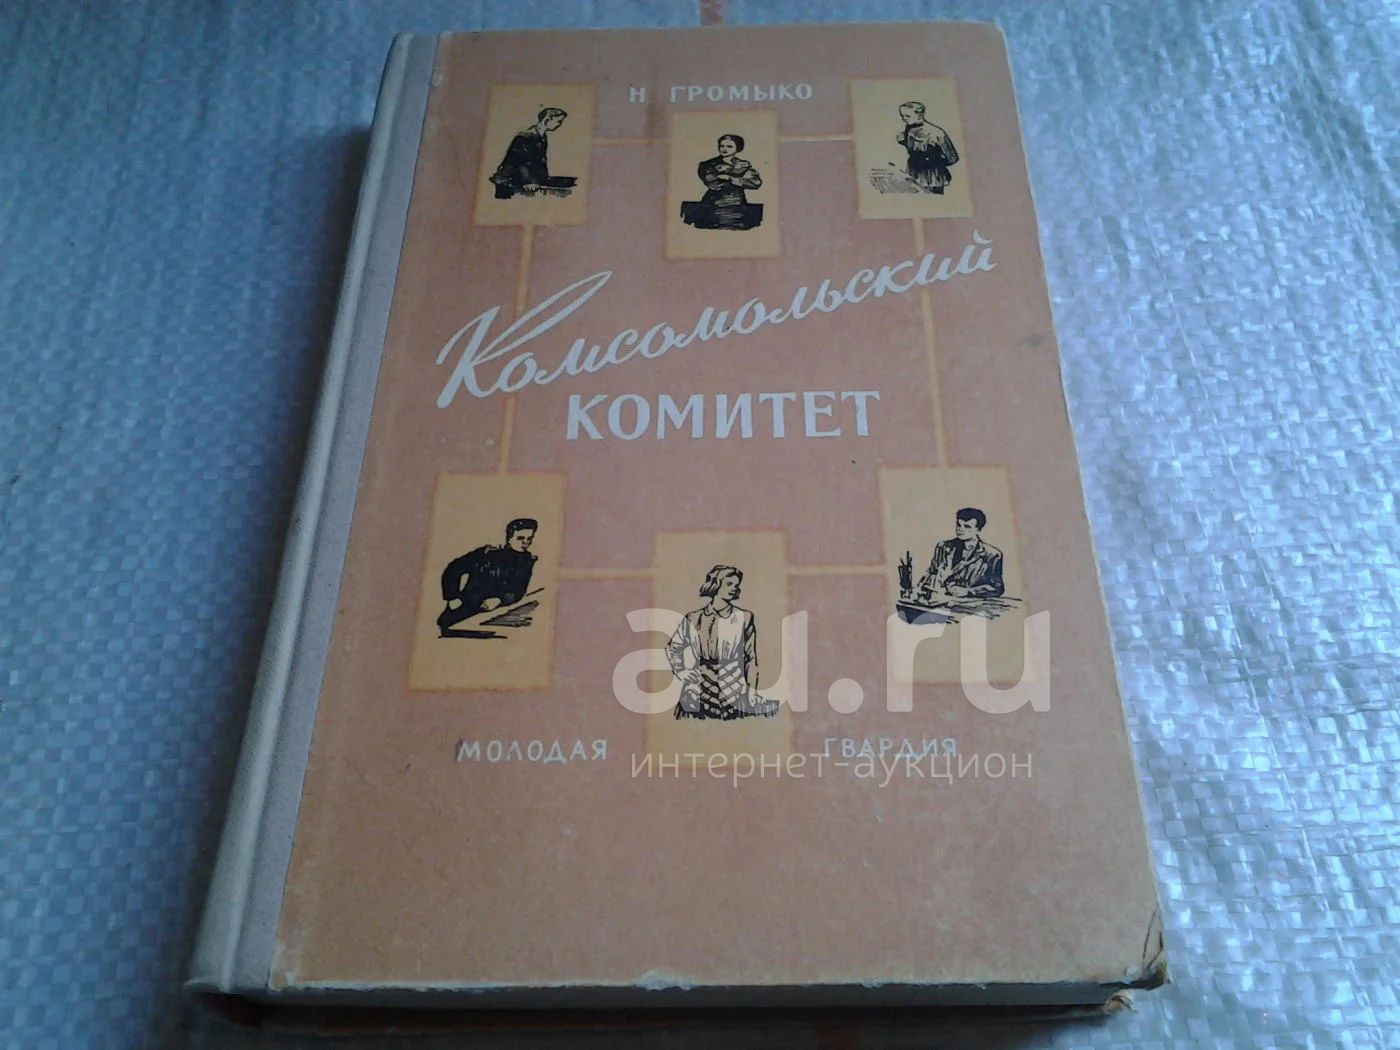 Н ГРОМЫКО
Комсомольский
КОМИТЕТ
МОЛОДАЯ ГВАРДИЯ
au.ru
интернет-аукцион